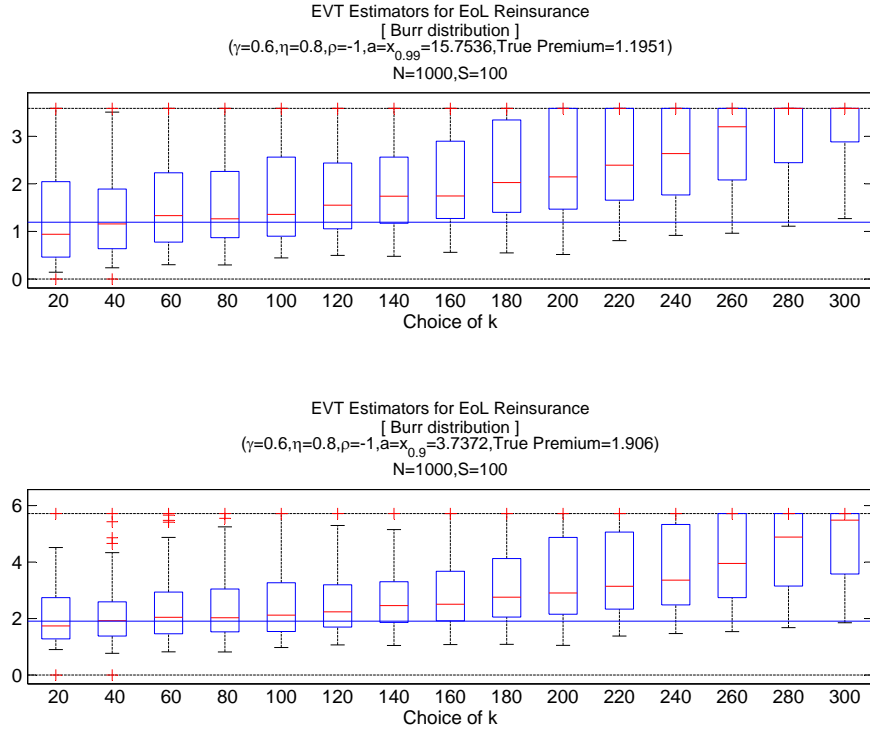 EVT Estimators for EoL Reinsurance
[ Burr distribution ]
(γ=0.6,η=0.8,ρ=-1,a=x0.99=15.7536,True Premium=1.1951)
N=1000,S=100
3
2
1
0
20 40 60 80 100 120 140 160 180 200 220 240 260 280 300
Choice of k
EVT Estimators for EoL Reinsurance
[ Burr distribution ]
(γ=0.6,η=0.8,ρ=-1,a=x0.9=3.7372,True Premium=1.906)
N=1000,S=100
6
4
2
0
20 40 60 80 100 120 140 160 180 200 220 240 260 280 300
Choice of k